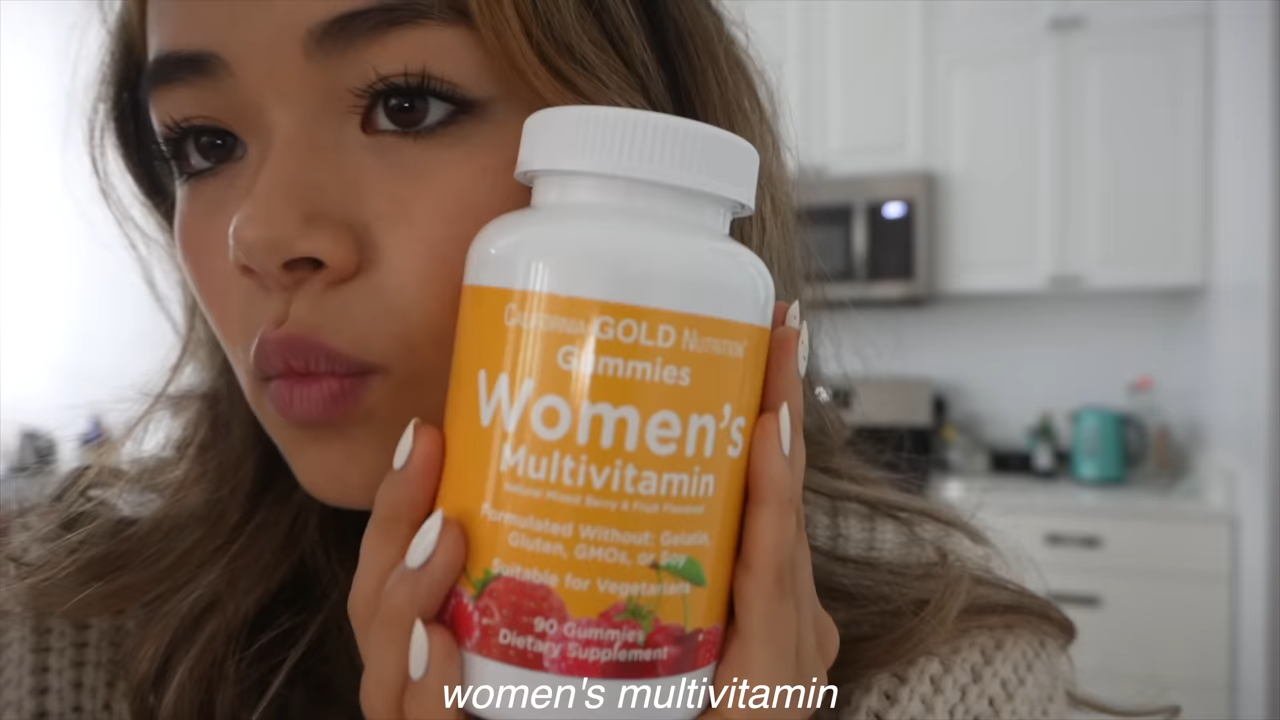 CALIFORNIA GOLD NUTRITION®
Gummies
Women's
Multivitamin
Natural Mixed Berry & Fruit Flavored
Formulated Without: Gelatin,
Gluten, GMOs, or Soy
Suitable for Vegetarians
90 Gummies
Dietary Supplement
women's multivitamin